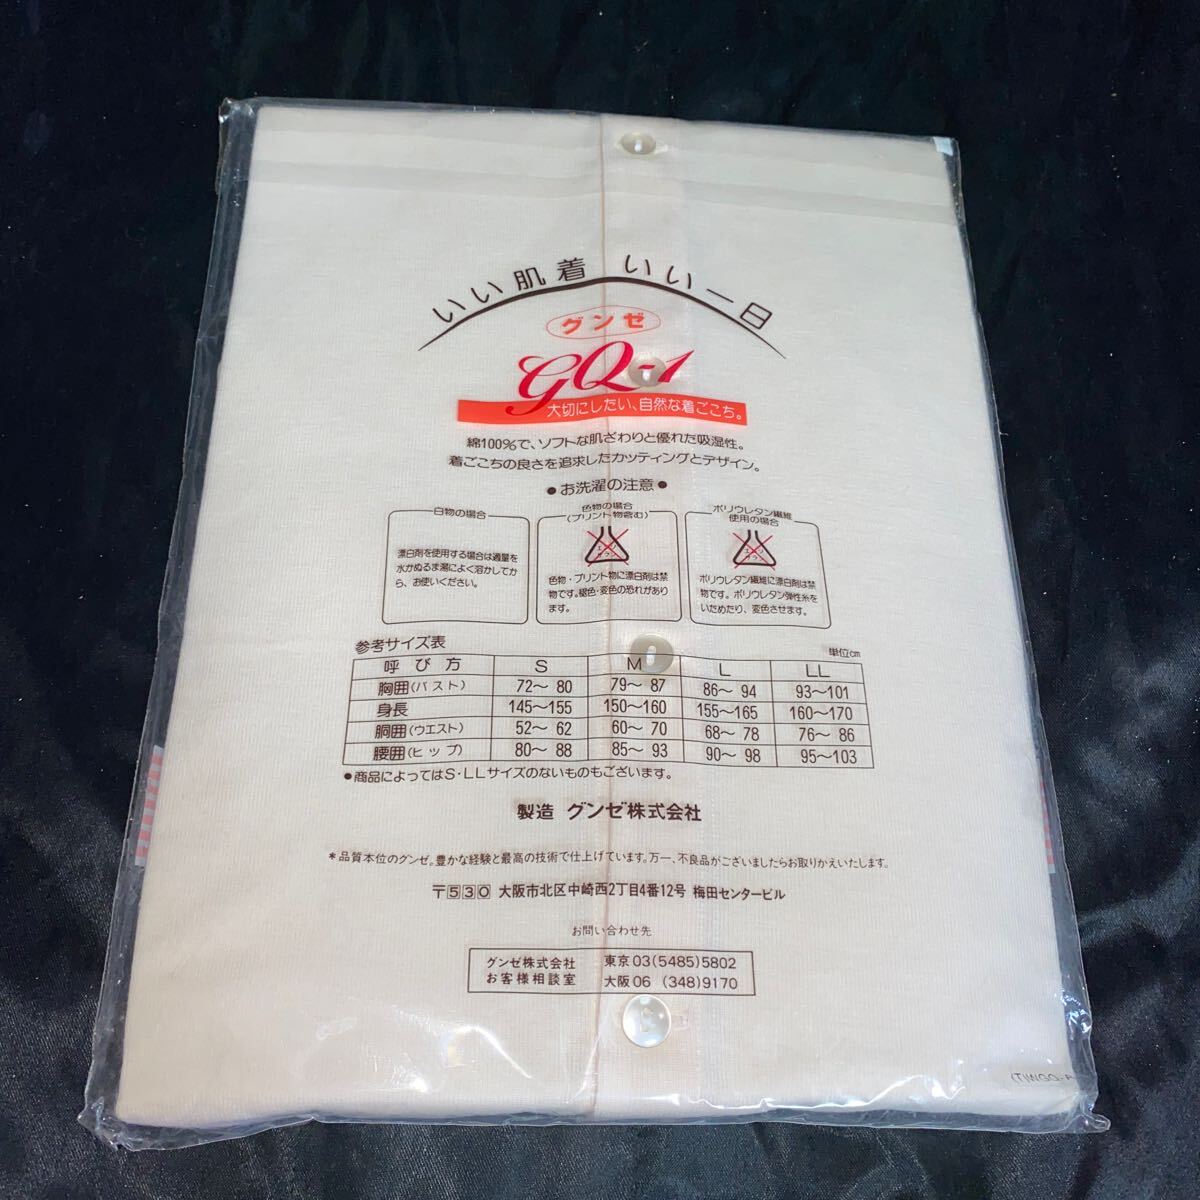 いい肌着 いい一日
グンゼ
GQ-1
大切にしたい、自然な着ごこち。
綿100%で、ソフトな肌ざわりと優れた吸湿性。
着ごこちの良さを追求したカッティングとデザイン。
●お洗濯の注意●
白物の場合
漂白剤を使用する場合は適量を
水かぬるま湯によく溶かしてか
ら、お使いください。
色物の場合
(プリント物含む)
エンソ
サラシ
色物・プリント物に漂白剤は禁
物です。褪色・変色の恐れがあり
ます。
ポリウレタン繊維
使用の場合
エンソ
サラシ
ポリウレタン繊維に漂白剤は禁
物です。ポリウレタン弾性糸を
いためたり、変色させます。
参考サイズ表 単位cm
呼び方 S M L LL
胸囲(バスト) 72〜80 79〜87 86〜94 93〜101
身長 145〜155 150〜160 155〜165 160〜170
胴囲(ウエスト) 52〜62 60〜70 68〜78 76〜86
腰囲(ヒップ) 80〜88 85〜93 90〜98 95〜103
●商品によってはS・LLサイズのないものもございます。
製造 グンゼ株式会社
*品質本位のグンゼ。豊かな経験と最高の技術で仕上げています。万一、不良品がございましたらお取りかえいたします。
〒530 大阪市北区中崎西2丁目4番12号 梅田センタービル
お問い合わせ先
グンゼ株式会社
お客様相談室
東京 03(5485)5802
大阪 06 (348)9170